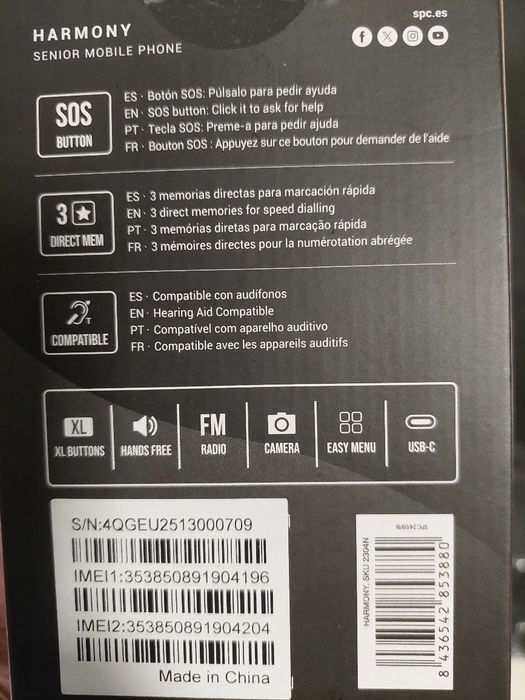 HARMONY
SENIOR MOBILE PHONE
spc.es
SOS
BUTTON
ES · Botón SOS: Púlsalo para pedir ayuda
EN · SOS button: Click it to ask for help
PT · Tecla SOS: Preme-a para pedir ajuda
FR · Bouton SOS : Appuyez sur ce bouton pour demander de l'aide
3
DIRECT MEM
ES · 3 memorias directas para marcación rápida
EN · 3 direct memories for speed dialling
PT · 3 memórias diretas para marcação rápida
FR · 3 mémoires directes pour la numérotation abrégée
T
COMPATIBLE
ES · Compatible con audífonos
EN · Hearing Aid Compatible
PT · Compatível com aparelho auditivo
FR · Compatible avec les appareils auditifs
XL
XL BUTTONS
HANDS FREE
FM
RADIO
CAMERA
EASY MENU
USB-C
S/N:4QGEU2513000709
IMEI1:353850891904196
IMEI2:353850891904204
Made in China
HARMONY. SKU 2304N
8 436542 853880